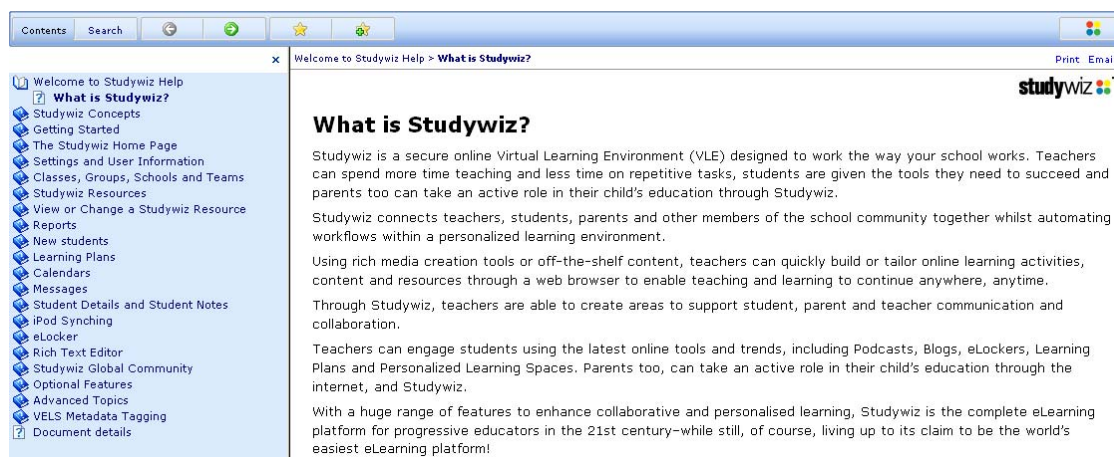 Contents Search
×
Welcome to Studywiz Help > What is Studywiz?
Print Emai
Welcome to Studywiz Help
What is Studywiz?
Studywiz Concepts
Getting Started
The Studywiz Home Page
Settings and User Information
Classes, Groups, Schools and Teams
Studywiz Resources
View or Change a Studywiz Resource
Reports
New students
Learning Plans
Calendars
Messages
Student Details and Student Notes
iPod Synching
eLocker
Rich Text Editor
Studywiz Global Community
Optional Features
Advanced Topics
VELS Metadata Tagging
Document details
studywiz
What is Studywiz?
Studywiz is a secure online Virtual Learning Environment (VLE) designed to work the way your school works. Teachers
can spend more time teaching and less time on repetitive tasks, students are given the tools they need to succeed and
parents too can take an active role in their child's education through Studywiz.
Studywiz connects teachers, students, parents and other members of the school community together whilst automating
workflows within a personalized learning environment.
Using rich media creation tools or off-the-shelf content, teachers can quickly build or tailor online learning activities,
content and resources through a web browser to enable teaching and learning to continue anywhere, anytime.
Through Studywiz, teachers are able to create areas to support student, parent and teacher communication and
collaboration.
Teachers can engage students using the latest online tools and trends, including Podcasts, Blogs, eLockers, Learning
Plans and Personalized Learning Spaces. Parents too, can take an active role in their child's education through the
internet, and Studywiz.
With a huge range of features to enhance collaborative and personalised learning, Studywiz is the complete eLearning
platform for progressive educators in the 21st century–while still, of course, living up to its claim to be the world's
easiest eLearning platform!